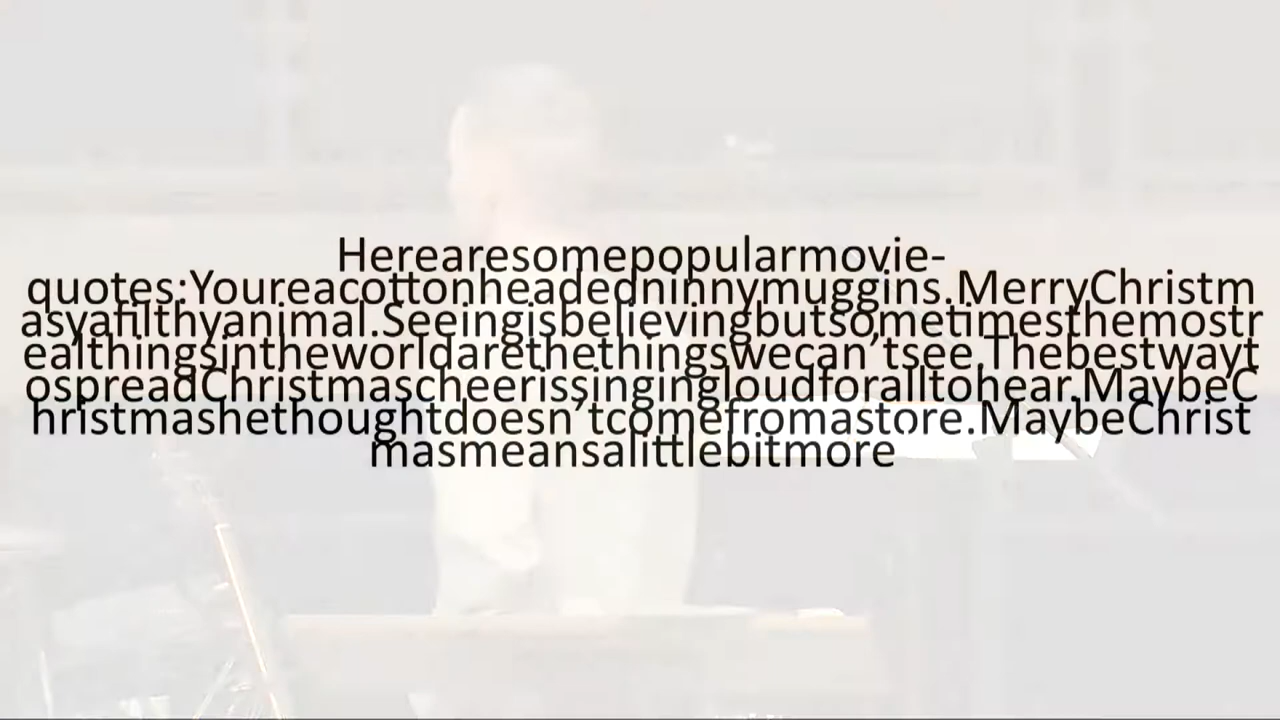 Herearesomepopularmovie-
quotes:Youreacottonheadedninnymuggins.MerryChristm
asyafilthyanimal.Seeingisbelievingbutsometimesthemostr
ealthingsintheworldarethethingswecan’tsee.Thebestwayt
ospreadChristmascheerissingingloudforalltohear.MaybeC
hristmashethoughtdoesn’tcomefromastore.MaybeChrist
masmeansalittlebitmore